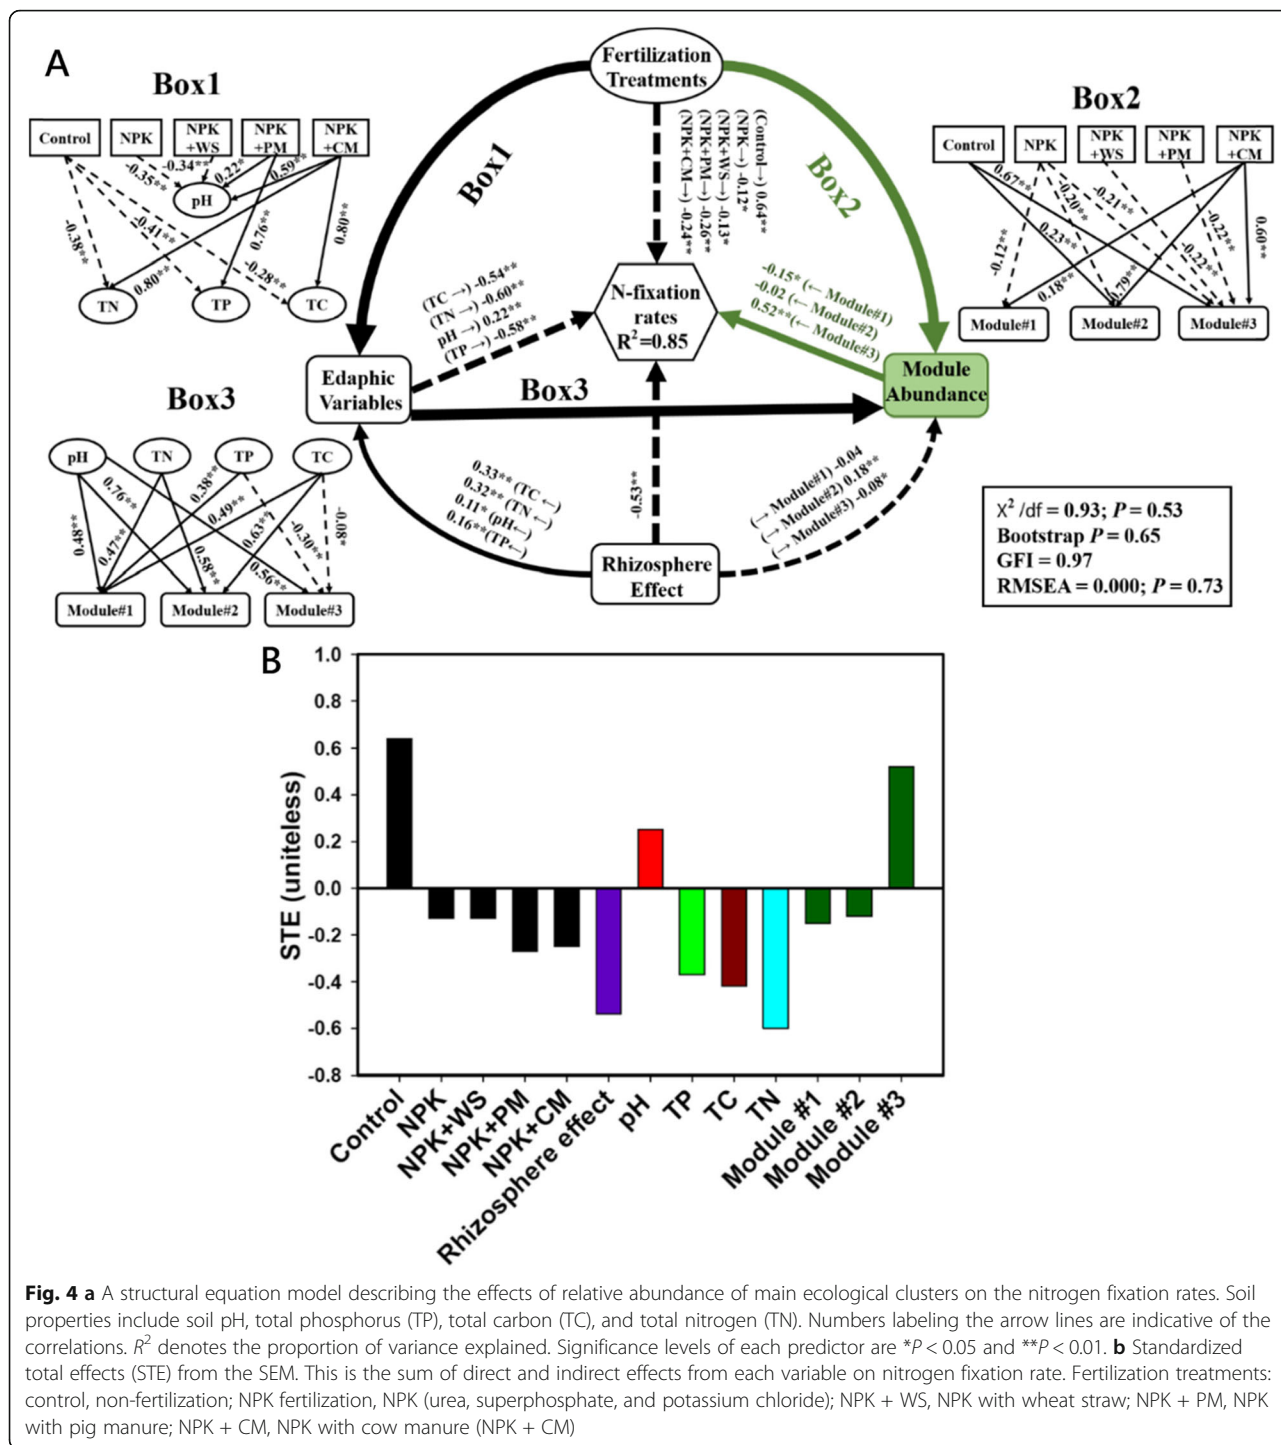 A
Box1
Control
NPK
NPK
+WS
NPK
+PM
NPK
+CM
-0.35**
-0.34**
0.22*
0.59**
pH
-0.38**
-0.41**
-0.28**
0.80**
0.76**
0.80**
TN
TP
TC
Fertilization
Treatments
Box1
Box2
(Control→) 0.64**
(NPK→) -0.12*
(NPK+WS→) -0.13*
(NPK+PM→) -0.26**
(NPK+CM→) -0.24**
Box2
Control
NPK
NPK
+WS
NPK
+PM
NPK
+CM
0.67**
-0.20**
-0.21**
-0.12**
0.23**
-0.22**
-0.22**
0.69**
0.18**
0.79**
Module#1
Module#2
Module#3
(TC →) -0.54**
(TN →) -0.60**
pH→) 0.22**
(TP →) -0.58**
N-fixation
rates
R²=0.85
-0.15* (← Module#1)
-0.02 (← Module#2)
0.52**(← Module#3)
Edaphic
Variables
Box3
Module
Abundance
Box3
pH
TN
TP
TC
0.76**
0.38**
0.48**
0.47**
0.49**
-0.08*
0.58**
0.63**
-0.30**
0.56**
Module#1
Module#2
Module#3
0.33** (TC ←)
0.32** (TN ←)
0.11* (pH←)
0.16**(TP←)
-0.53**
(→ Module#1) -0.04
(→ Module#2) 0.18**
(→ Module#3) -0.08*
Rhizosphere
Effect
X² /df = 0.93; P = 0.53
Bootstrap P = 0.65
GFI = 0.97
RMSEA = 0.000; P = 0.73
B
STE (uniteless)
1.0
0.8
0.6
0.4
0.2
0.0
-0.2
-0.4
-0.6
-0.8
Control
NPK
NPK+WS
NPK+PM
NPK+CM
Rhizosphere effect
pH
TP
TC
TN
Module #1
Module #2
Module #3
Fig. 4 a A structural equation model describing the effects of relative abundance of main ecological clusters on the nitrogen fixation rates. Soil
properties include soil pH, total phosphorus (TP), total carbon (TC), and total nitrogen (TN). Numbers labeling the arrow lines are indicative of the
correlations. R² denotes the proportion of variance explained. Significance levels of each predictor are *P < 0.05 and **P < 0.01. b Standardized
total effects (STE) from the SEM. This is the sum of direct and indirect effects from each variable on nitrogen fixation rate. Fertilization treatments:
control, non-fertilization; NPK fertilization, NPK (urea, superphosphate, and potassium chloride); NPK + WS, NPK with wheat straw; NPK + PM, NPK
with pig manure; NPK + CM, NPK with cow manure (NPK + CM)